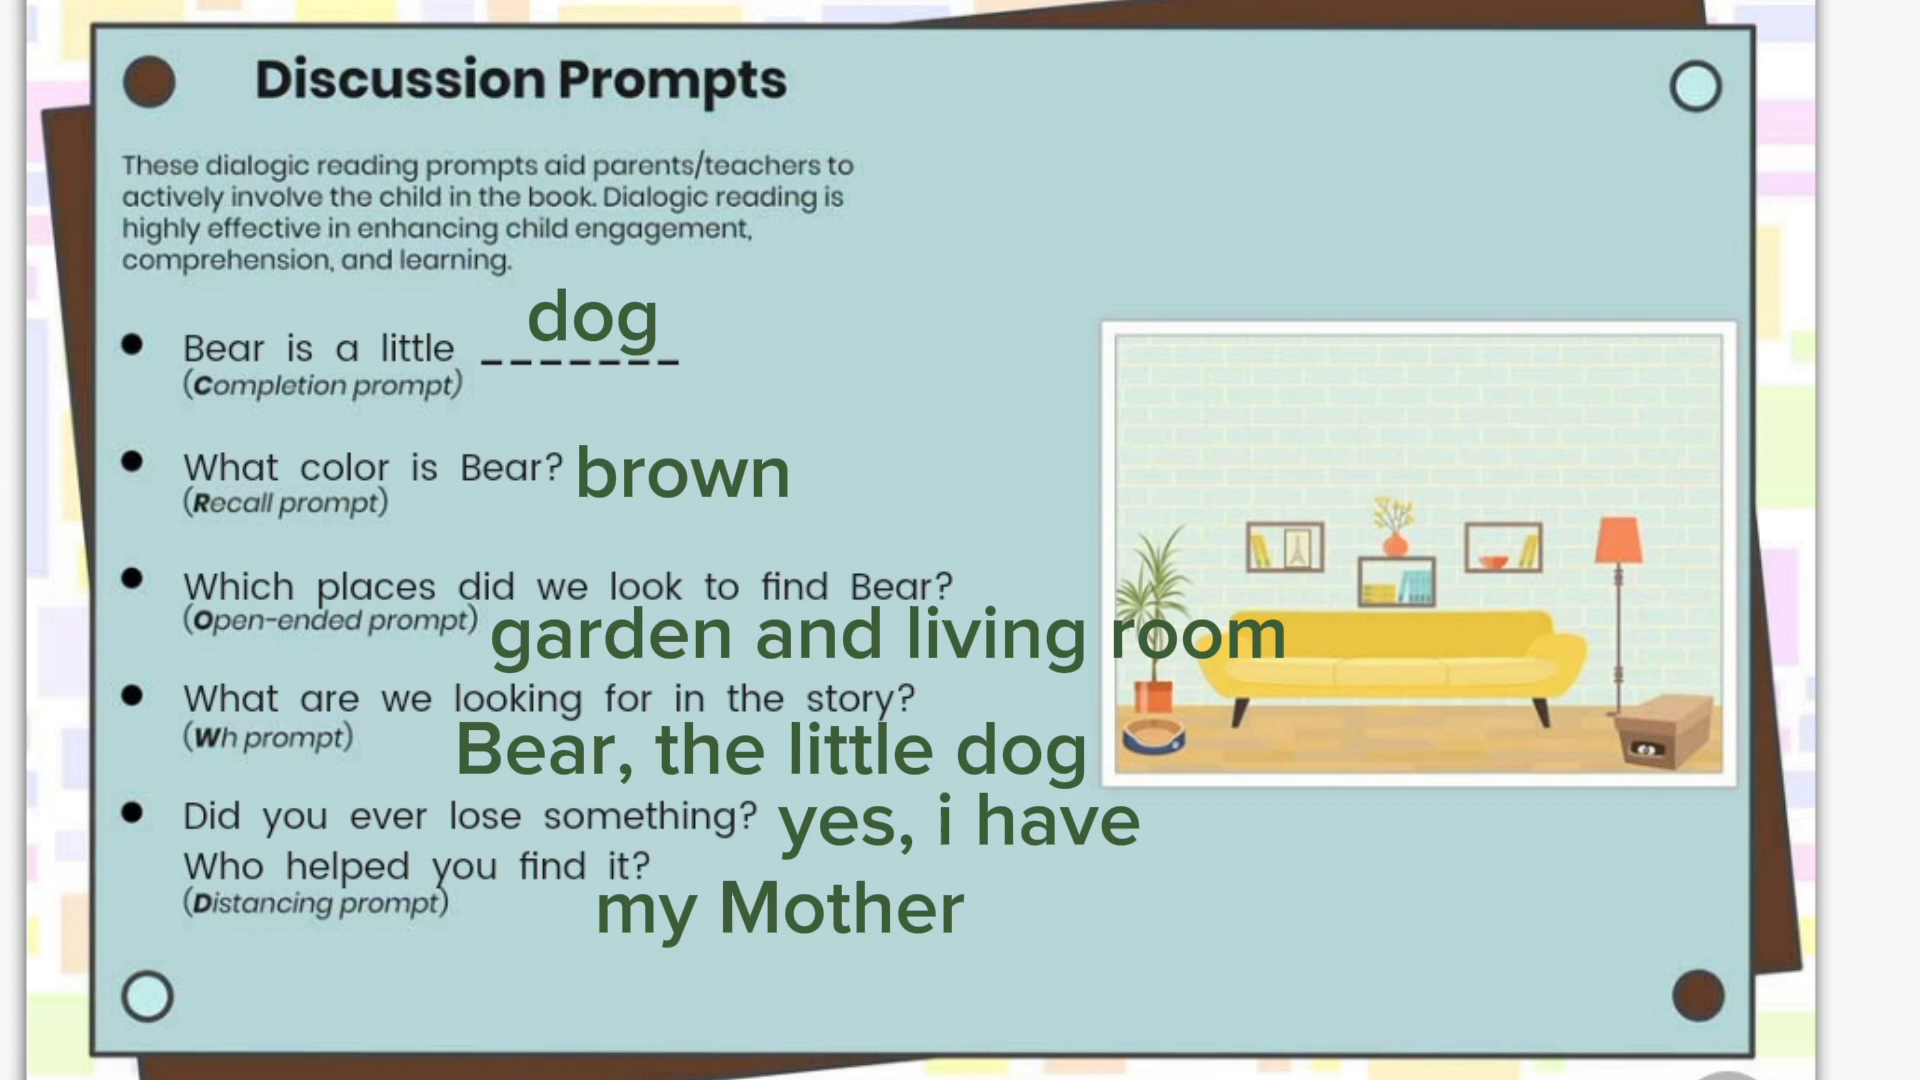 Discussion Prompts
These dialogic reading prompts aid parents/teachers to
actively involve the child in the book. Dialogic reading is
highly effective in enhancing child engagement,
comprehension, and learning.
Bear is a little _______ dog
(Completion prompt)
What color is Bear? brown
(Recall prompt)
Which places did we look to find Bear?
(Open-ended prompt) garden and living room
What are we looking for in the story?
(Wh prompt) Bear, the little dog
Did you ever lose something? yes, i have
Who helped you find it?
(Distancing prompt) my Mother